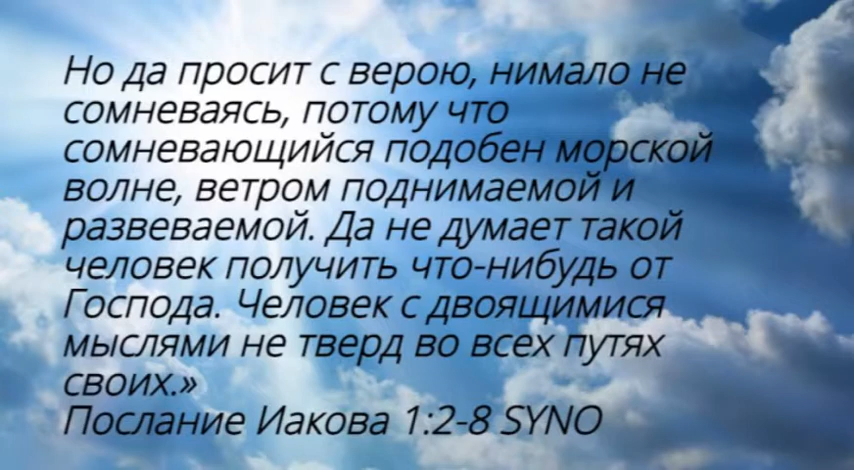 Но да просит с верою, нимало не
сомневаясь, потому что
сомневающийся подобен морской
волне, ветром поднимаемой и
развеваемой. Да не думает такой
человек получить что-нибудь от
Господа. Человек с двоящимися
мыслями не тверд во всех путях
своих.»
Послание Иакова 1:2-8 SYNO